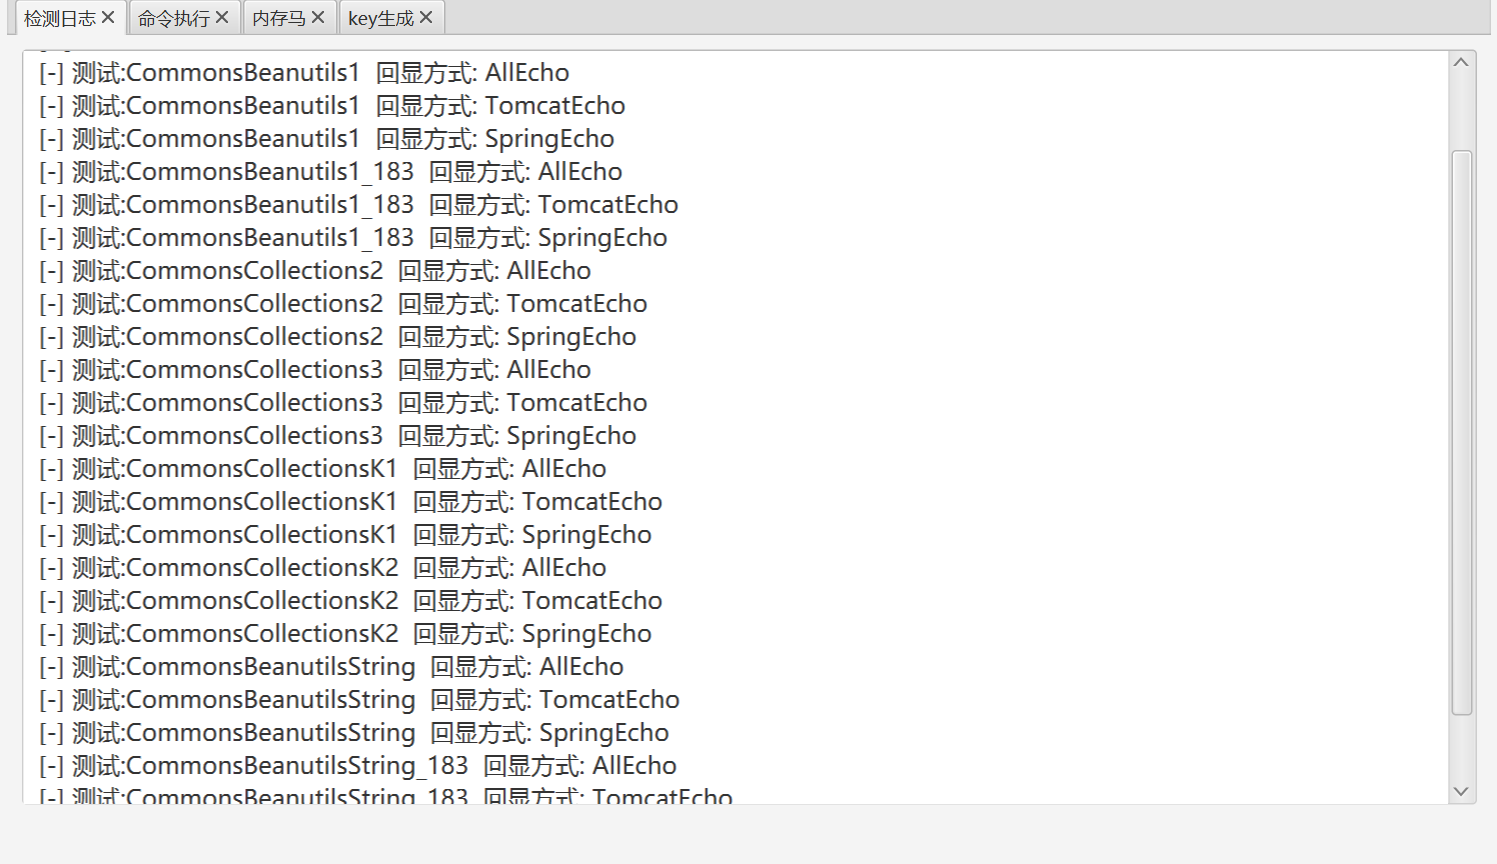 检测日志 命令执行 内存马 key生成
[-] 测试:CommonsBeanutils1 回显方式: AllEcho
[-] 测试:CommonsBeanutils1 回显方式: TomcatEcho
[-] 测试:CommonsBeanutils1 回显方式: SpringEcho
[-] 测试:CommonsBeanutils1_183 回显方式: AllEcho
[-] 测试:CommonsBeanutils1_183 回显方式: TomcatEcho
[-] 测试:CommonsBeanutils1_183 回显方式: SpringEcho
[-] 测试:CommonsCollections2 回显方式: AllEcho
[-] 测试:CommonsCollections2 回显方式: TomcatEcho
[-] 测试:CommonsCollections2 回显方式: SpringEcho
[-] 测试:CommonsCollections3 回显方式: AllEcho
[-] 测试:CommonsCollections3 回显方式: TomcatEcho
[-] 测试:CommonsCollections3 回显方式: SpringEcho
[-] 测试:CommonsCollectionsK1 回显方式: AllEcho
[-] 测试:CommonsCollectionsK1 回显方式: TomcatEcho
[-] 测试:CommonsCollectionsK1 回显方式: SpringEcho
[-] 测试:CommonsCollectionsK2 回显方式: AllEcho
[-] 测试:CommonsCollectionsK2 回显方式: TomcatEcho
[-] 测试:CommonsCollectionsK2 回显方式: SpringEcho
[-] 测试:CommonsBeanutilsString 回显方式: AllEcho
[-] 测试:CommonsBeanutilsString 回显方式: TomcatEcho
[-] 测试:CommonsBeanutilsString 回显方式: SpringEcho
[-] 测试:CommonsBeanutilsString_183 回显方式: AllEcho
[-] 测试:CommonsBeanutilsString_183 回显方式: TomcatEcho